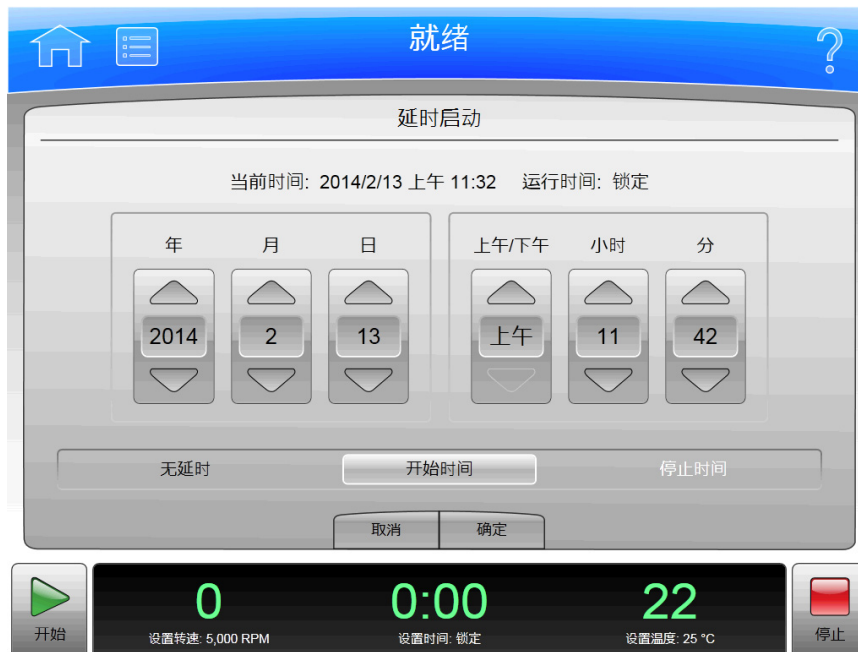 就绪
延时启动
当前时间: 2014/2/13 上午 11:32 运行时间: 锁定
年 月 日 上午/下午 小时 分
2014 2 13 上午 11 42
无延时 开始时间 停止时间
取消 确定
0 0:00 22
开始 设置转速: 5,000 RPM 设置时间: 锁定 设置温度: 25 °C 停止